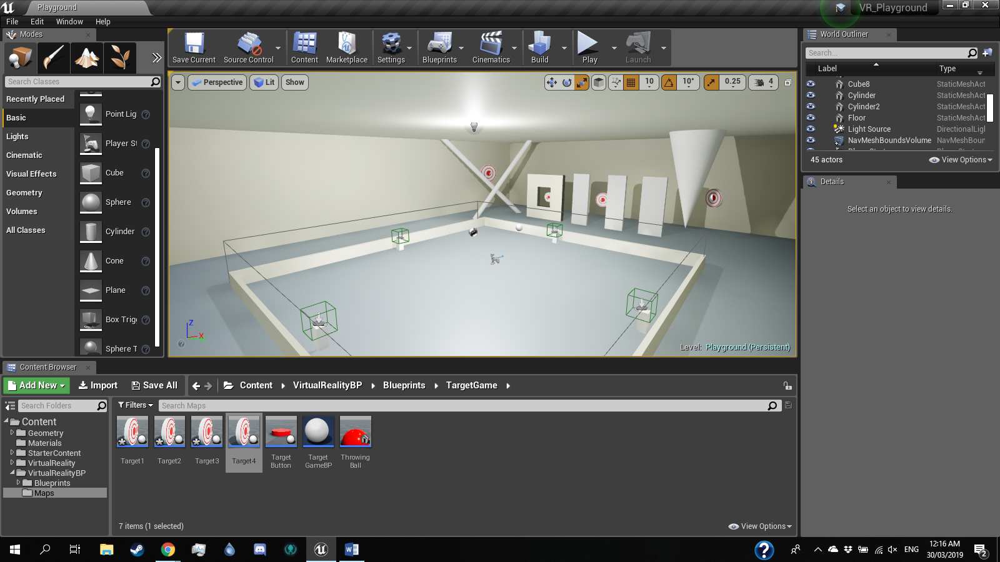 Playground
VR_Playground
File Edit Window Help
Modes
Search Classes
Recently Placed
Basic
Lights
Cinematic
Visual Effects
Geometry
Volumes
All Classes
Point Lig
Player St
Cube
Sphere
Cylinder
Cone
Plane
Box Trig
Sphere T
Save Current Source Control Content Marketplace Settings Blueprints Cinematics Build Play Launch
Perspective Lit Show
10 10° 0.25 4
Z
X
Level: Playground (Persistent)
World Outliner
Search...
Label Type
Cube8 StaticMeshAct
Cylinder StaticMeshAct
Cylinder2 StaticMeshAct
Floor StaticMeshAct
Light Source DirectionalLigl
NavMeshBoundsVolume NavMeshBoun
45 actors View Options
Details
Select an object to view details.
Content Browser
Add New Import Save All Content VirtualRealityBP Blueprints TargetGame
Search Folders
Filters Search Maps
Content
Geometry
Materials
StarterContent
VirtualReality
VirtualRealityBP
Blueprints
Maps
Target1 Target2 Target3 Target4 Target Button Target GameBP Throwing Ball
7 items (1 selected) View Options
ENG
12:16 AM
30/03/2019
2